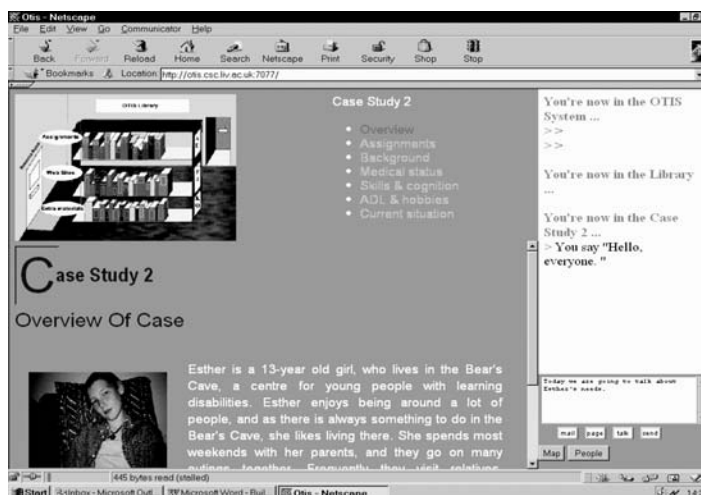 Otis - Netscape
File Edit View Go Communicator Help
Back Forward Reload Home Search Netscape Print Security Shop Stop
Bookmarks Location: http://otis.csc.liv.ac.uk:7077/
OTIS Library
Assignments
Web Sites
Extra materials
Case Study 2
Overview
Assignments
Background
Medical status
Skills & cognition
ADL & hobbies
Current situation
Case Study 2
Overview Of Case
Esther is a 13-year old girl, who lives in the Bear's
Cave, a centre for young people with learning
disabilities. Esther enjoys being around a lot of
people, and as there is always something to do in the
Bear's Cave, she likes living there. She spends most
weekends with her parents, and they go on many
outings together. Frequently they visit relatives,
You're now in the OTIS
System ...
>>
>>
You're now in the Library
...
You're now in the Case
Study 2 ...
> You say "Hello,
everyone. "
Today we are going to talk about
Esther's needs.
mail page talk send
Map People
445 bytes read (stalled)
Start Inbox - Microsoft Outl... Microsoft Word - Buil... Otis - Netscape